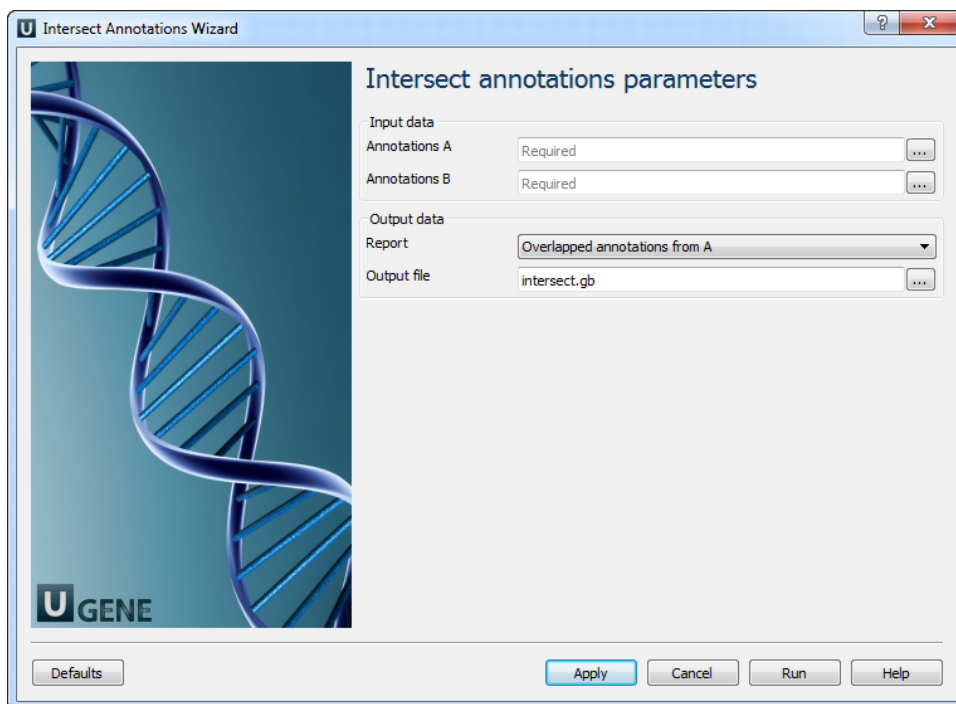 U Intersect Annotations Wizard
?
Intersect annotations parameters
Input data
Annotations A Required ...
Annotations B Required ...
Output data
Report Overlapped annotations from A
Output file intersect.gb ...
U GENE
Defaults Apply Cancel Run Help